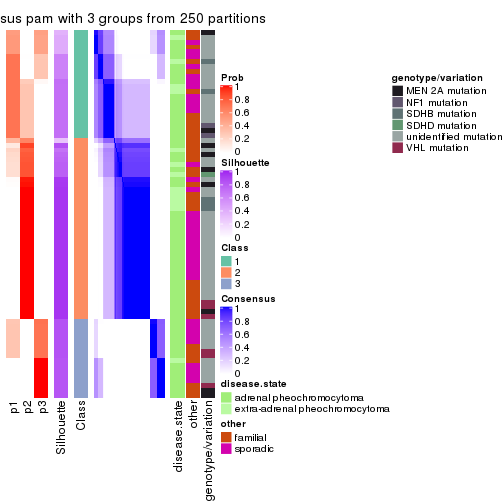 sus pam with 3 groups from 250 partitions
Prob
1
0.8
0.6
0.4
0.2
0
Silhouette
1
0.8
0.6
0.4
0.2
0
Class
1
2
3
Consensus
1
0.8
0.6
0.4
0.2
0
disease.state
adrenal pheochromocytoma
extra-adrenal pheochromocytoma
other
familial
sporadic
genotype/variation
MEN 2A mutation
NF1 mutation
SDHB mutation
SDHD mutation
unidentified mutation
VHL mutation
p1
p2
p3
Silhouette
Class
disease.state
other
genotype/variation